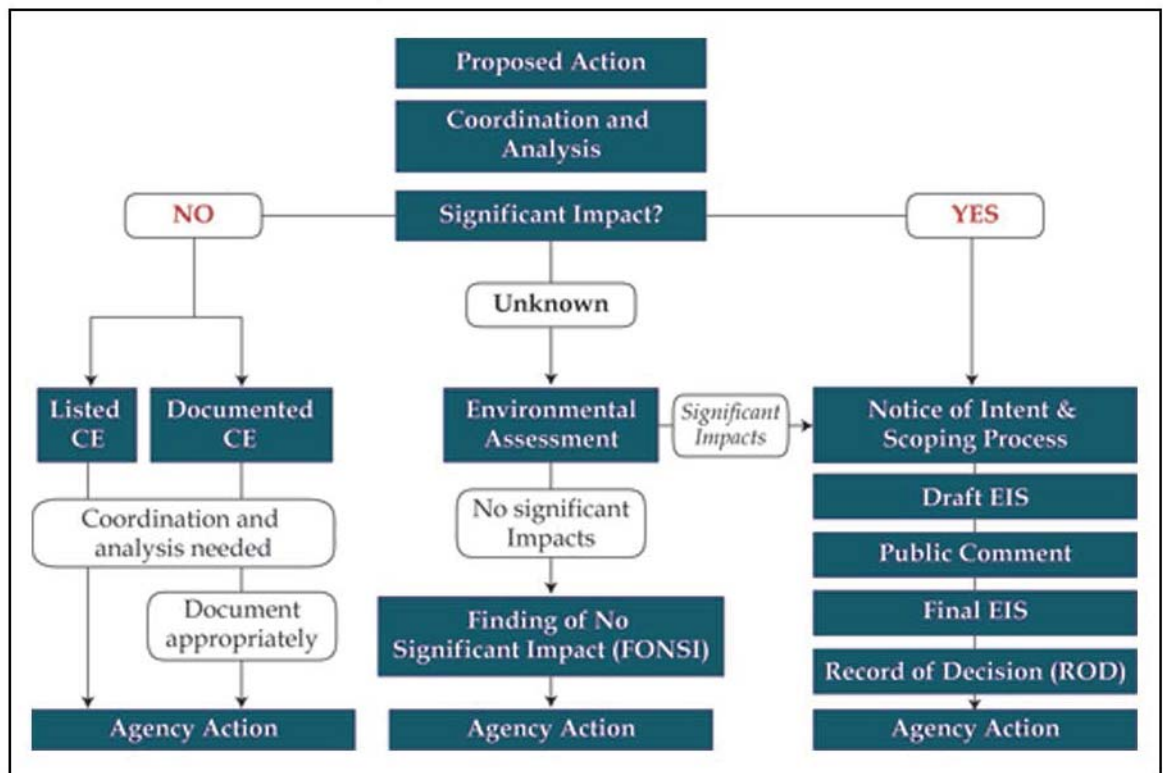 Proposed Action
Coordination and
Analysis
Significant Impact?
NO
YES
Unknown
Listed
CE
Documented
CE
Environmental
Assessment
Significant
Impacts
Notice of Intent &
Scoping Process
Coordination and
analysis needed
Document
appropriately
No significant
Impacts
Finding of No
Significant Impact (FONSI)
Draft EIS
Public Comment
Final EIS
Record of Decision (ROD)
Agency Action
Agency Action
Agency Action